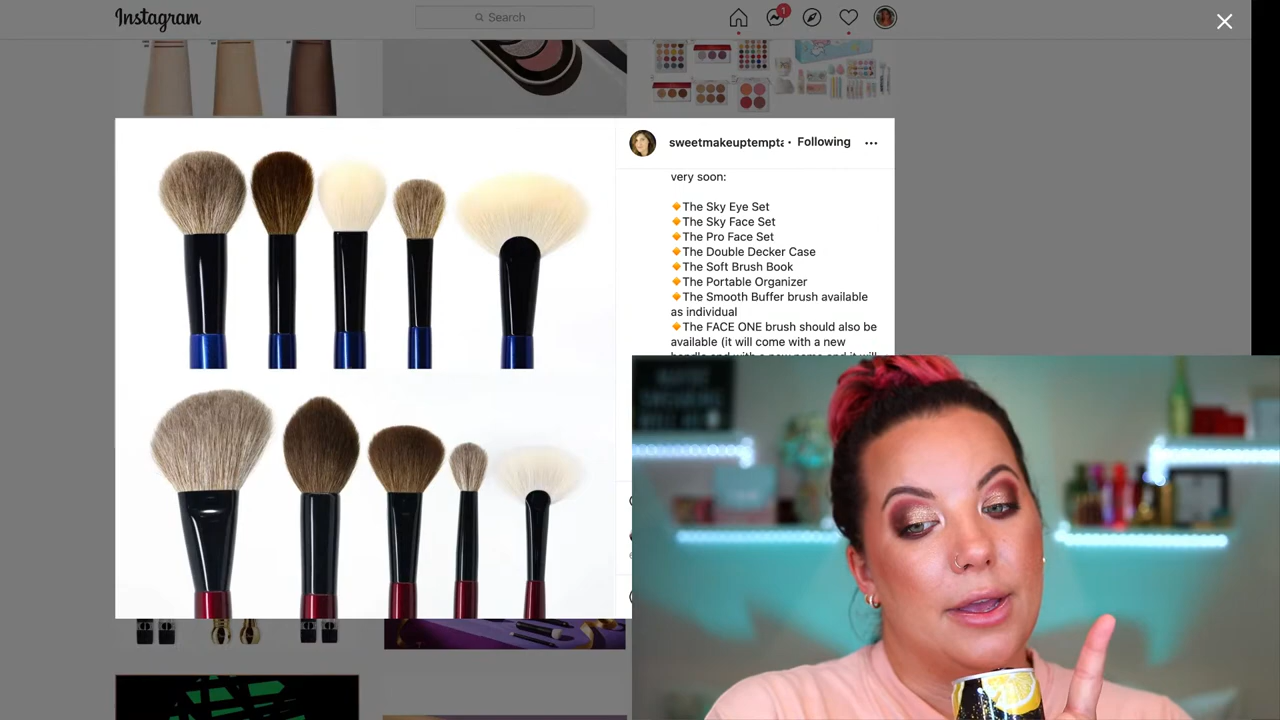 Instagram
Search
1
sweetmakeuptempta • Following
very soon:
🔸The Sky Eye Set
🔸The Sky Face Set
🔸The Pro Face Set
🔸The Double Decker Case
🔸The Soft Brush Book
🔸The Portable Organizer
🔸The Smooth Buffer brush available
as individual
🔸The FACE ONE brush should also be
available (it will come with a new